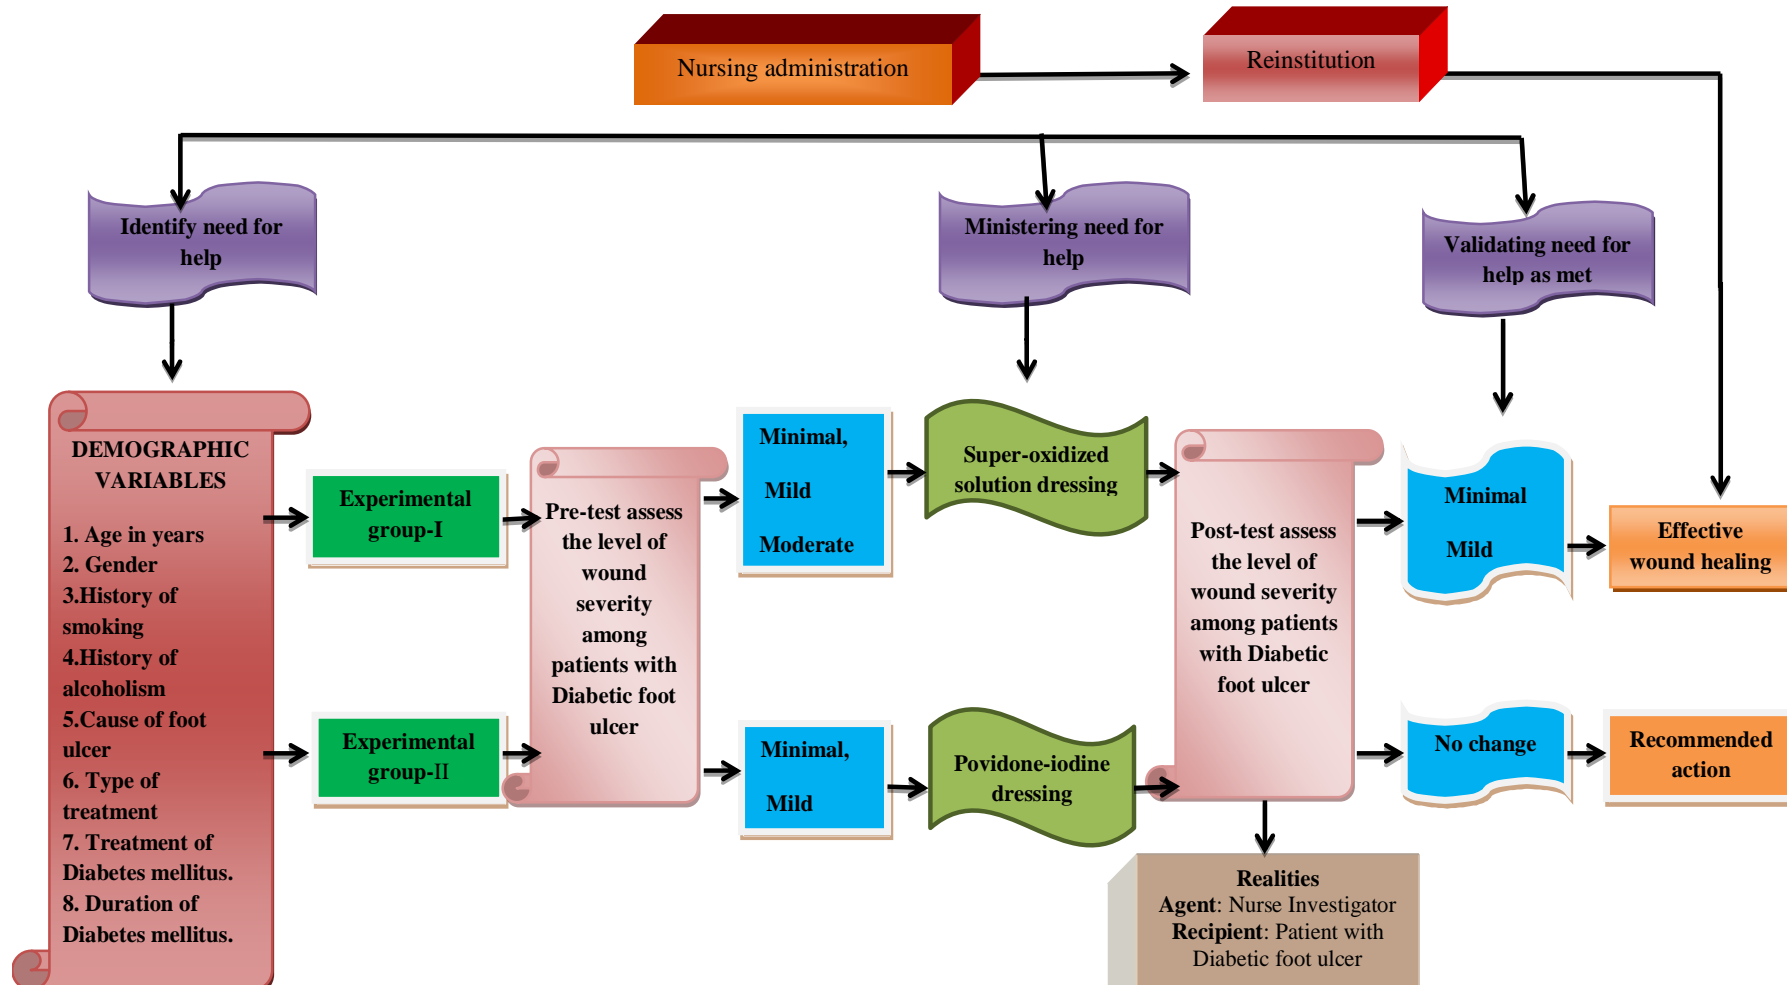 Nursing administration
Reinstitution
Identify need for
help
Ministering need for
help
Validating need for
help as met
DEMOGRAPHIC
VARIABLES
1. Age in years
2. Gender
3.History of
smoking
4.History of
alcoholism
5.Cause of foot
ulcer
6. Type of
treatment
7. Treatment of
Diabetes mellitus.
8. Duration of
Diabetes mellitus.
Experimental
group-I
Experimental
group-II
Pre-test assess
the level of
wound
severity
among
patients with
Diabetic foot
ulcer
Minimal,
Mild
Moderate
Minimal,
Mild
Super-oxidized
solution dressing
Povidone-iodine
dressing
Post-test assess
the level of
wound severity
among patients
with Diabetic
foot ulcer
Minimal
Mild
No change
Effective
wound healing
Recommended
action
Realities
Agent: Nurse Investigator
Recipient: Patient with
Diabetic foot ulcer